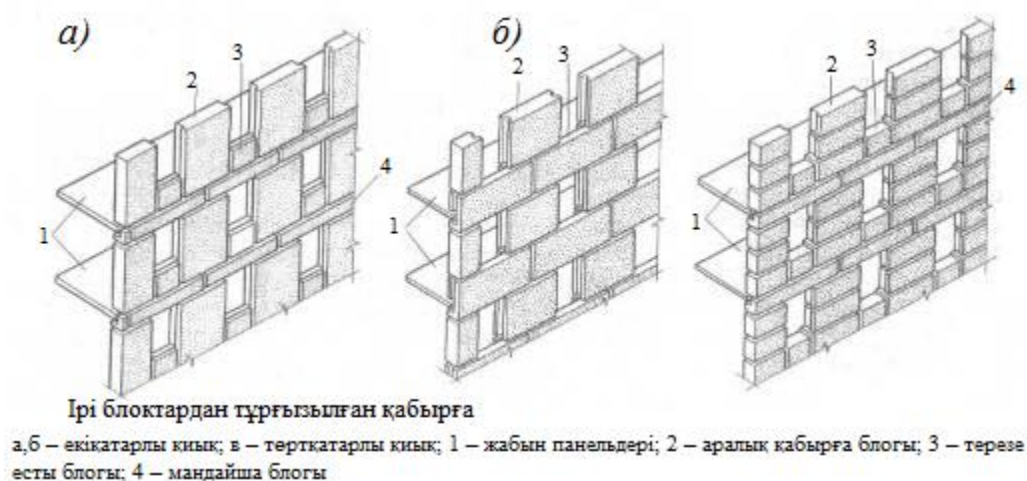 а)
б)
3
2
1
4
3
2
1
3
2
4
1
Ірі блоктардан тұрғызылған қабырға
а,б – екіқатарлы қиық; в – төртқатарлы қиық; 1 – жабын панельдері; 2 – аралық қабырға блогы; 3 – терезе
есты блогы; 4 – мандайша блогы